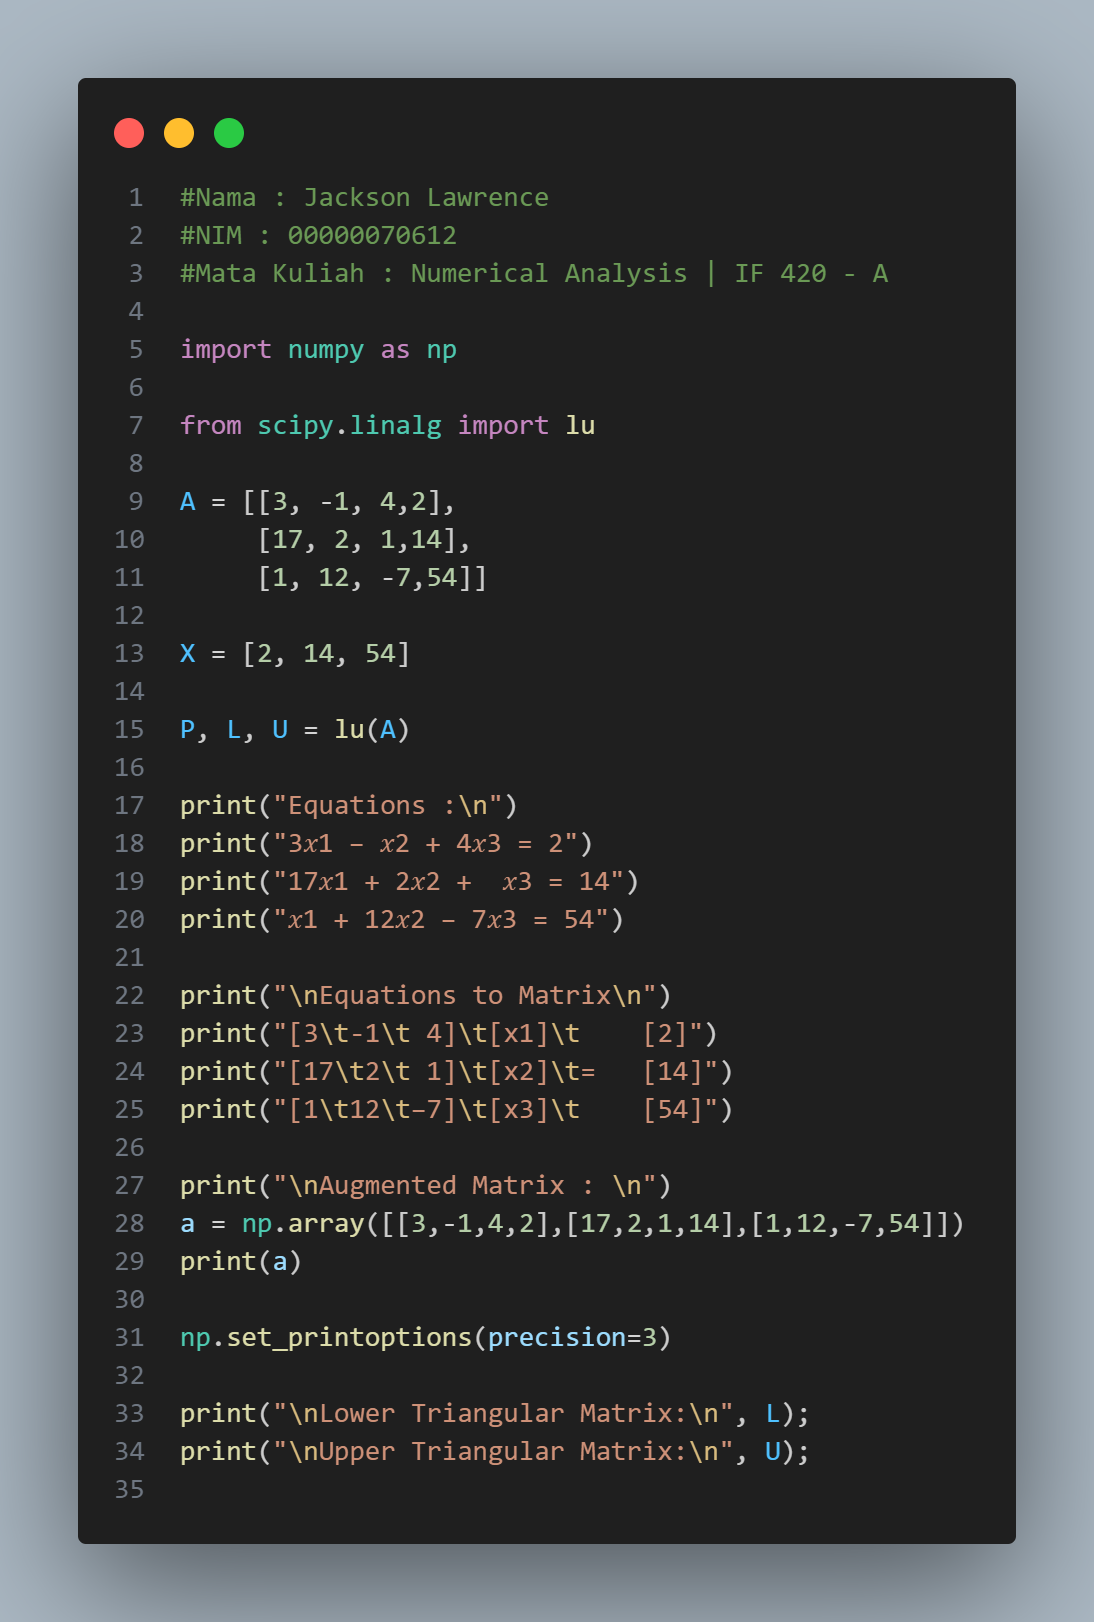 1 #Nama : Jackson Lawrence
2 #NIM : 00000070612
3 #Mata Kuliah : Numerical Analysis | IF 420 - A
4
5 import numpy as np
6
7 from scipy.linalg import lu
8
9 A = [[3, -1, 4,2],
10      [17, 2, 1,14],
11      [1, 12, -7,54]]
12
13 X = [2, 14, 54]
14
15 P, L, U = lu(A)
16
17 print("Equations :\n")
18 print("3𝑥1 − 𝑥2 + 4𝑥3 = 2")
19 print("17𝑥1 + 2𝑥2 +  𝑥3 = 14")
20 print("𝑥1 + 12𝑥2 − 7𝑥3 = 54")
21
22 print("\nEquations to Matrix\n")
23 print("[3\t-1\t 4]\t[x1]\t    [2]")
24 print("[17\t2\t 1]\t[x2]\t=   [14]")
25 print("[1\t12\t−7]\t[x3]\t    [54]")
26
27 print("\nAugmented Matrix : \n")
28 a = np.array([[3,-1,4,2],[17,2,1,14],[1,12,-7,54]])
29 print(a)
30
31 np.set_printoptions(precision=3)
32
33 print("\nLower Triangular Matrix:\n", L);
34 print("\nUpper Triangular Matrix:\n", U);
35